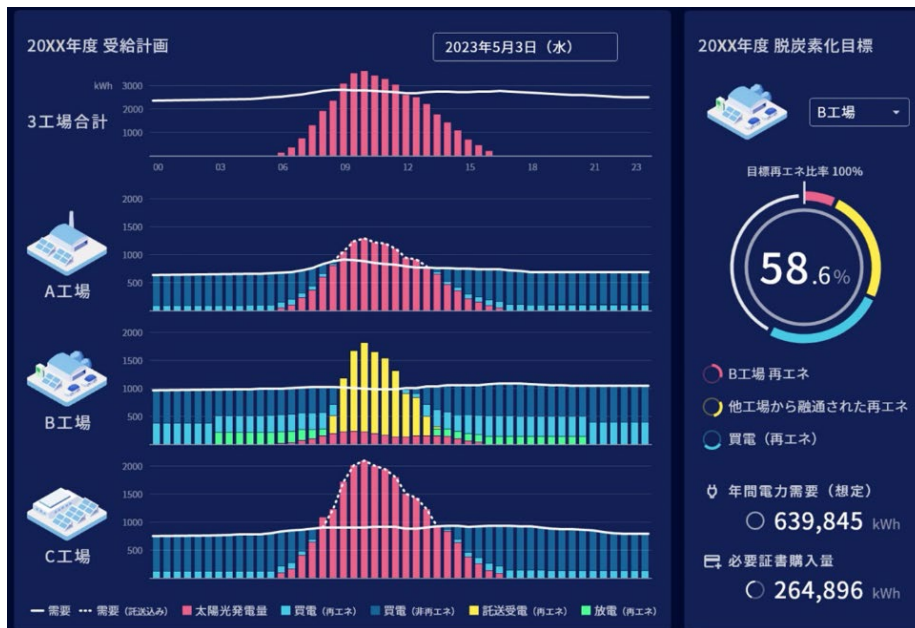 20XX年度 受給計画
2023年5月3日（水）
kWh
3000
2000
1000
3工場合計
00 03 06 09 12 15 18 21 23
2000
1500
1000
500
A工場
2000
1500
1000
500
B工場
2000
1500
1000
500
C工場
需要 需要（託送込み） 太陽光発電量 買電（再エネ） 買電（非再エネ） 託送受電（再エネ） 放電（再エネ）
20XX年度 脱炭素化目標
B工場
目標再エネ比率 100%
58.6%
B工場 再エネ
他工場から融通された再エネ
買電（再エネ）
年間電力需要（想定）
639,845 kWh
必要証書購入量
264,896 kWh